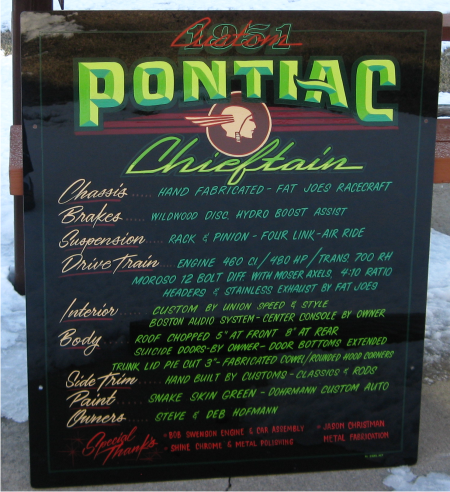 Custom
1951
PONTIAC
Chieftain
Chassis ..... HAND FABRICATED - FAT JOES RACECRAFT
Brakes ..... WILDWOOD DISC, HYDRO BOOST ASSIST
Suspension .... RACK & PINION - FOUR LINK - AIR RIDE
Drive Train .... ENGINE 460 CI / 480 HP / TRANS. 700 RH
MOROSO 12 BOLT DIFF. WITH MOSER AXELS, 4:10 RATIO
HEADERS & STAINLESS EXHAUST BY FAT JOES
Interior ..... CUSTOM BY UNION SPEED & STYLE
BOSTON AUDIO SYSTEM - CENTER CONSOLE BY OWNER
Body ..... ROOF CHOPPED 5" AT FRONT 8" AT REAR
SUICIDE DOORS - BY OWNER - DOOR BOTTOMS EXTENDED
TRUNK LID PIE CUT 3" - FABRICATED COWEL / ROUNDED HOOD CORNERS
Side Trim .... HAND BUILT BY CUSTOMS - CLASSICS & RODS
Paint ..... SNAKE SKIN GREEN - DOHRMANN CUSTOM AUTO
Owners ..... STEVE & DEB HOFMANN
Special Thanks
• BOB SWENSON ENGINE & CAR ASSEMBLY
• JASON CHRISTMAN
• SHINE CHROME & METAL POLISHING
METAL FABRICATION